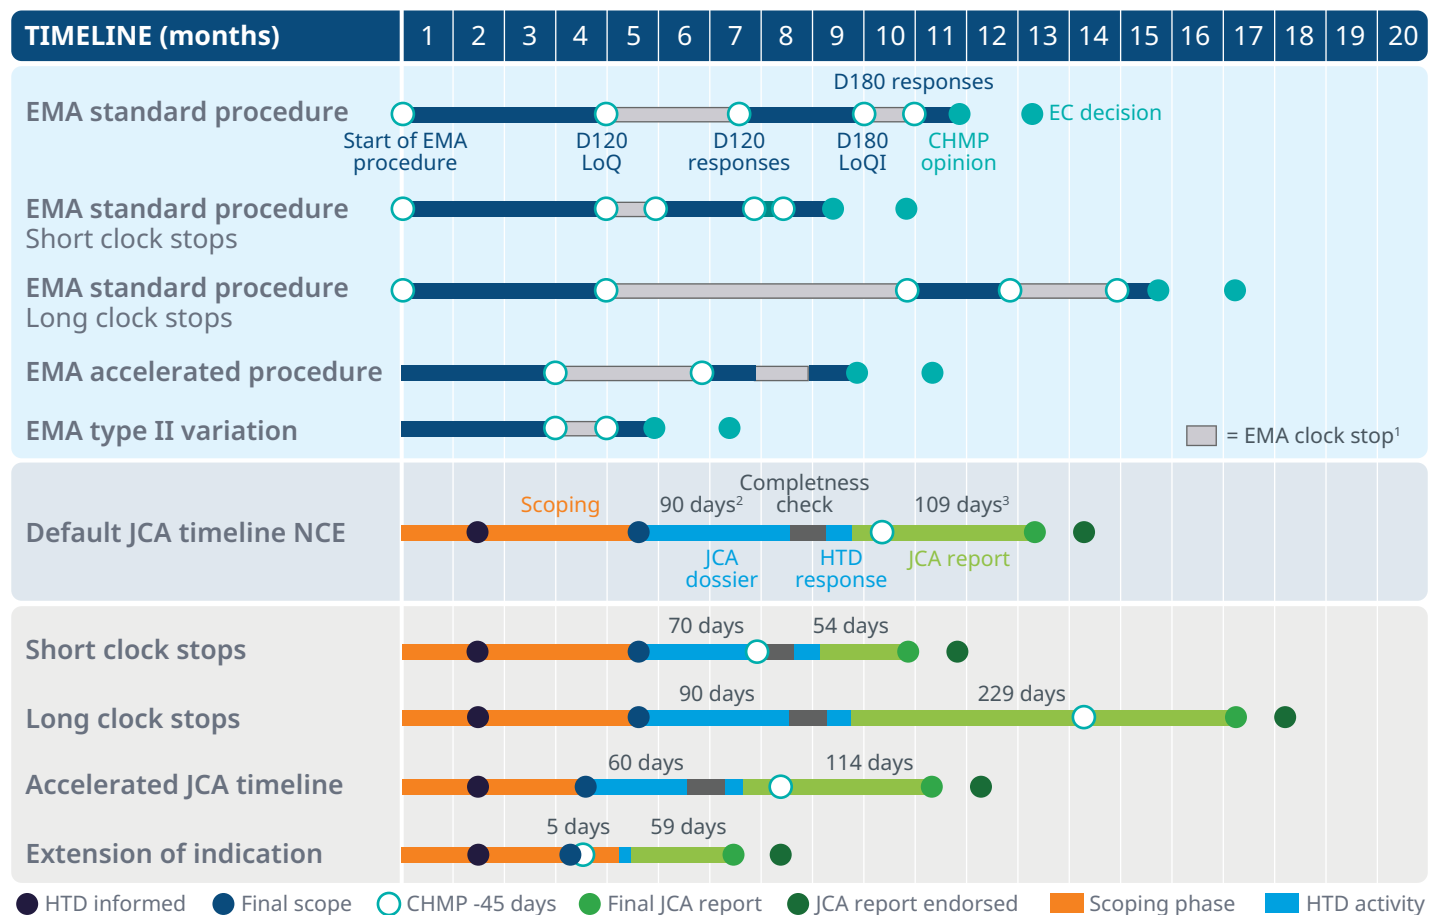 TIMELINE (months) 1 2 3 4 5 6 7 8 9 10 11 12 13 14 15 16 17 18 19 20
D180 responses
EMA standard procedure
EC decision
Start of EMA
procedure
D120
LoQ
D120
responses
D180
LoQI
CHMP
opinion
EMA standard procedure
Short clock stops
EMA standard procedure
Long clock stops
EMA accelerated procedure
EMA type II variation
= EMA clock stop¹
Default JCA timeline NCE
Scoping
90 days²
Completness
check
109 days³
JCA
dossier
HTD
response
JCA report
Short clock stops
70 days
54 days
Long clock stops
90 days
229 days
Accelerated JCA timeline
60 days
114 days
Extension of indication
5 days
59 days
HTD informed
Final scope
CHMP -45 days
Final JCA report
JCA report endorsed
Scoping phase
HTD activity